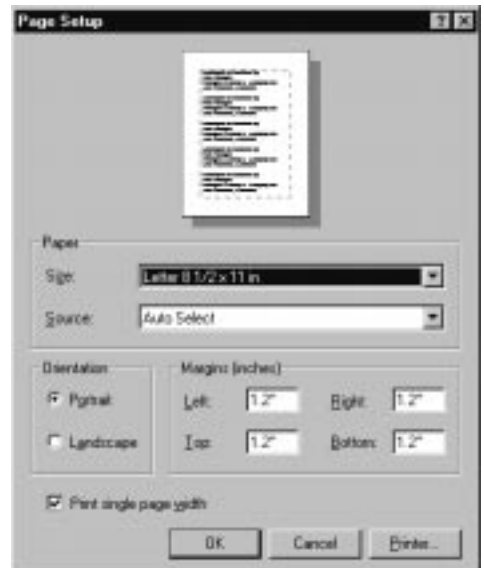 Page Setup
Paper
Size: Letter 8 1/2 x 11 in
Source: Auto Select
Orientation
Portrait
Landscape
Margins (inches)
Left: 1.2" Right: 1.2"
Top: 1.2" Bottom: 1.2"
Print single page width
OK Cancel Printer...